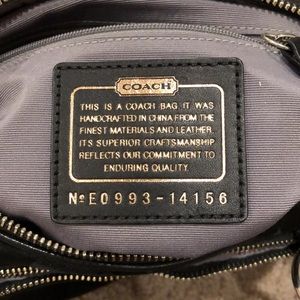 COACH
THIS IS A COACH BAG. IT WAS
HANDCRAFTED IN CHINA FROM THE
FINEST MATERIALS AND LEATHER.
ITS SUPERIOR CRAFTSMANSHIP
REFLECTS OUR COMMITMENT TO
ENDURING QUALITY.
NºE0993-14156